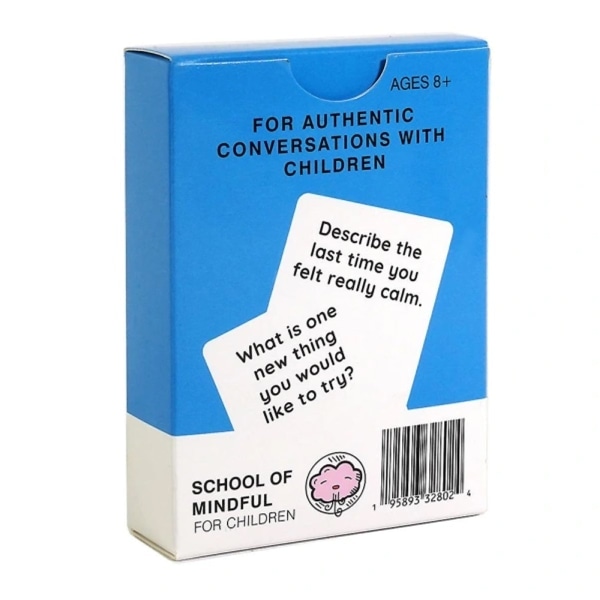 AGES 8+
FOR AUTHENTIC
CONVERSATIONS WITH
CHILDREN
Describe the
last time you
felt really calm.
What is one
new thing
you would
like to try?
SCHOOL OF
MINDFUL
FOR CHILDREN
1 95893 32802 4